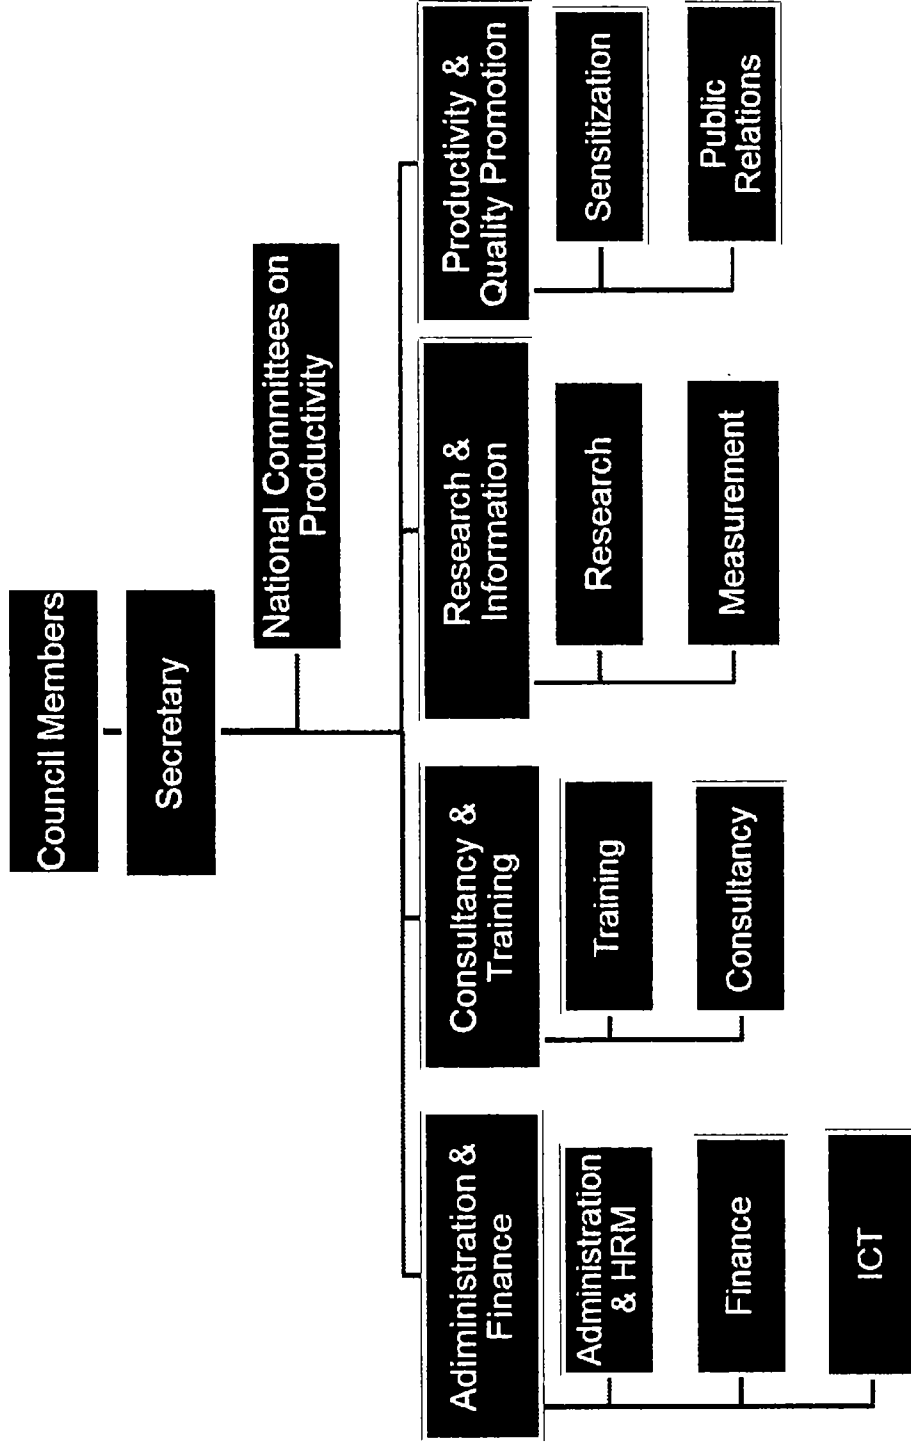 Council Members
Secretary
National Committees on
Productivity
Adiministration &
Finance
Consultancy &
Training
Research &
Information
Productivity &
Quality Promotion
Administration
& HRM
Training
Research
Sensitization
Finance
Consultancy
Measurement
Public
Relations
ICT